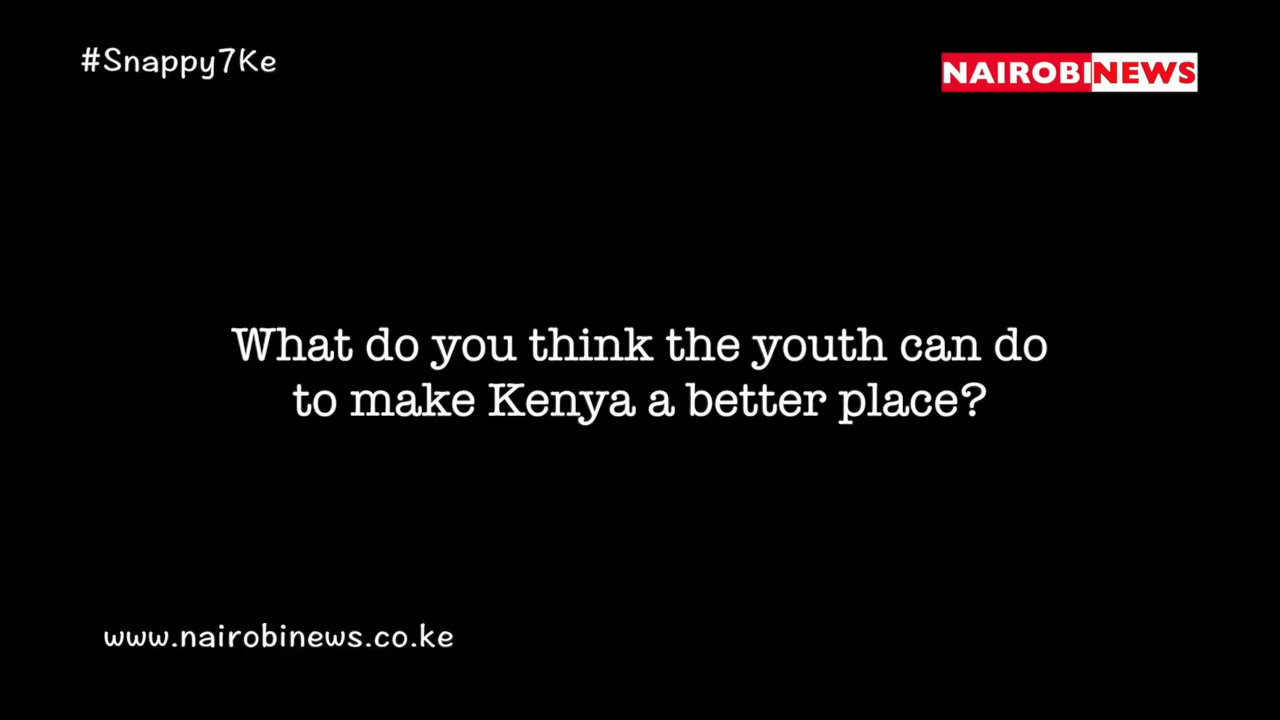 #Snappy7Ke
NAIROBINEWS
What do you think the youth can do
to make Kenya a better place?
www.nairobinews.co.ke